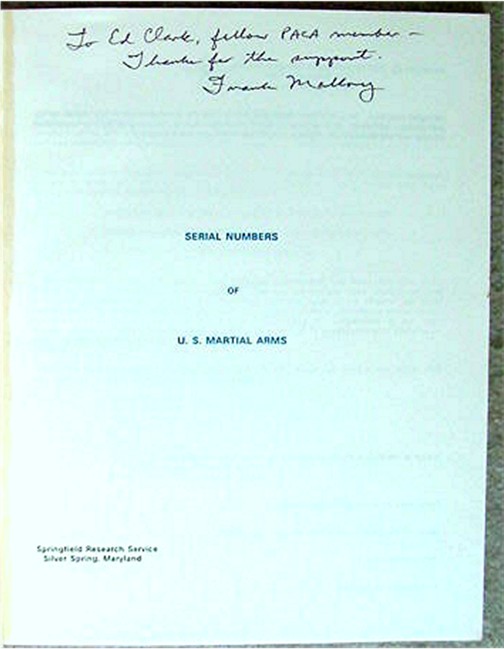 To Ed Clark, fellow PACA member –
Thanks for the support.
Frank Mallory
SERIAL NUMBERS
OF
U. S. MARTIAL ARMS
Springfield Research Service
Silver Spring, Maryland